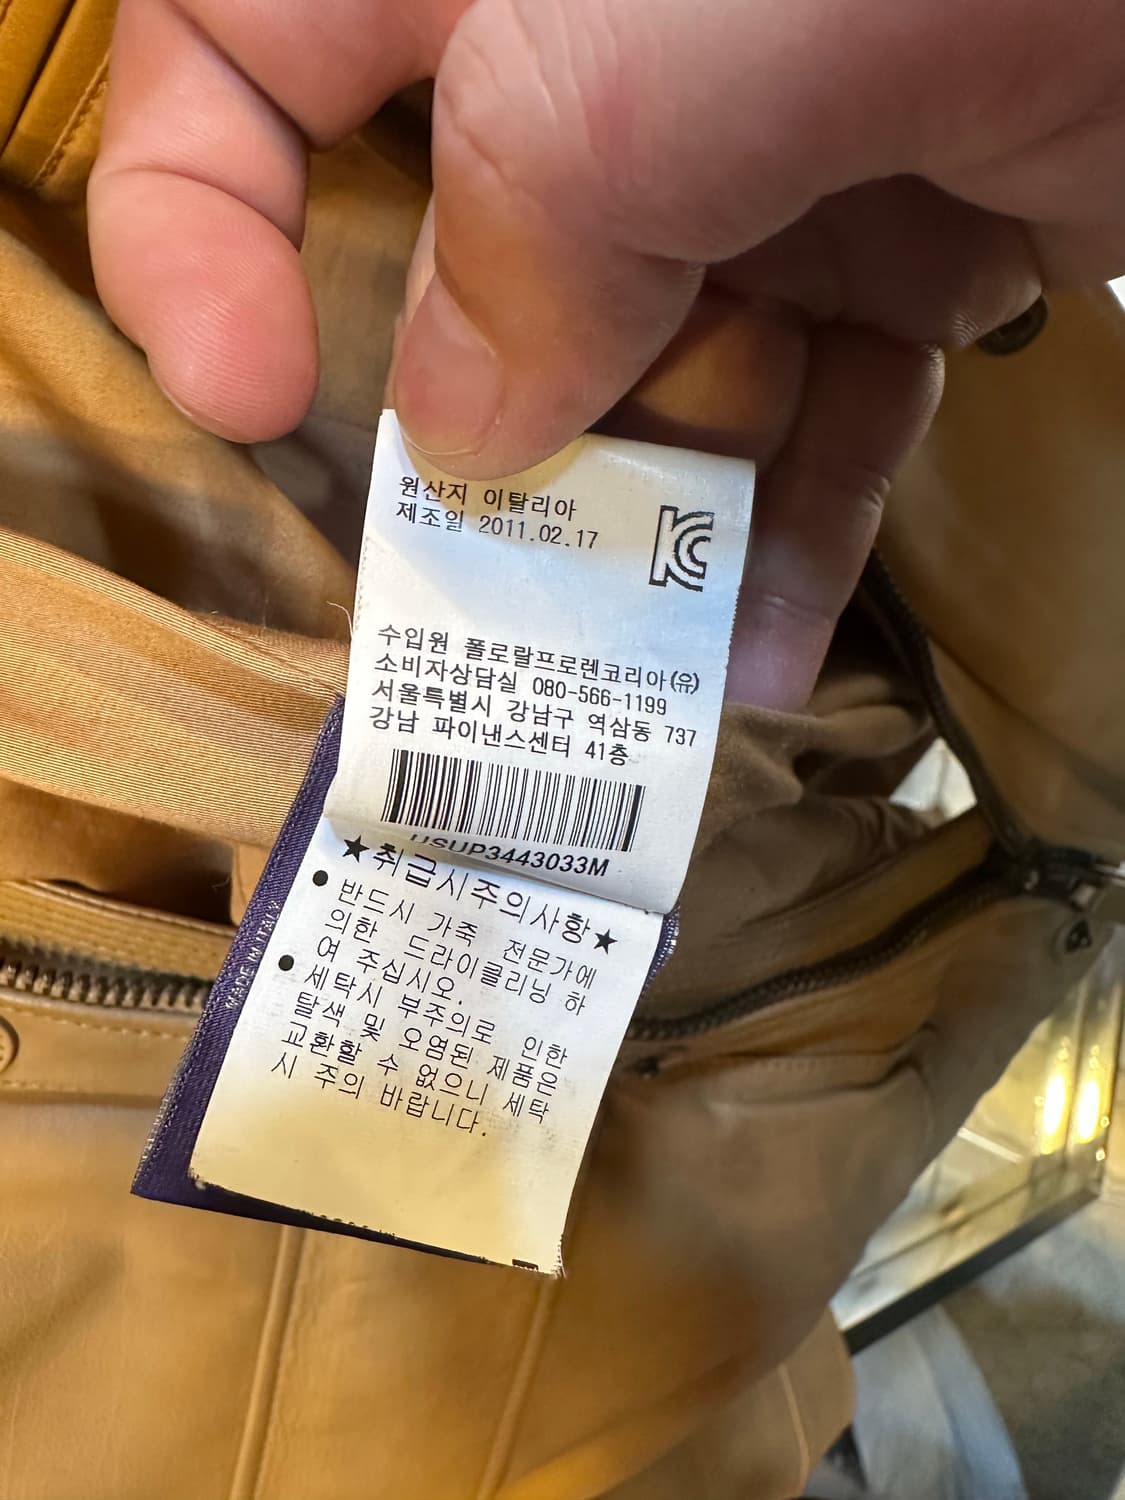 원산지 이탈리아
제조일 2011.02.17
수입원 폴로랄프로렌코리아(유)
소비자상담실 080-566-1199
서울특별시 강남구 역삼동 737
강남 파이낸스센터 41층
USUP3443033M
★취급시주의사항★
● 반드시 가죽 전문가에
의한 드라이클리닝 하
여 주십시오.
● 세탁시 부주의로 인한
탈색 및 오염된 제품은
교환할 수 없으니 세탁
시 주의 바랍니다.
MADE IN ITALY